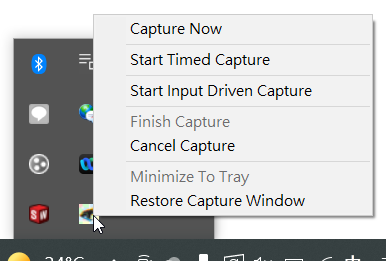 Capture Now
Start Timed Capture
Start Input Driven Capture
Finish Capture
Cancel Capture
Minimize To Tray
Restore Capture Window
SW